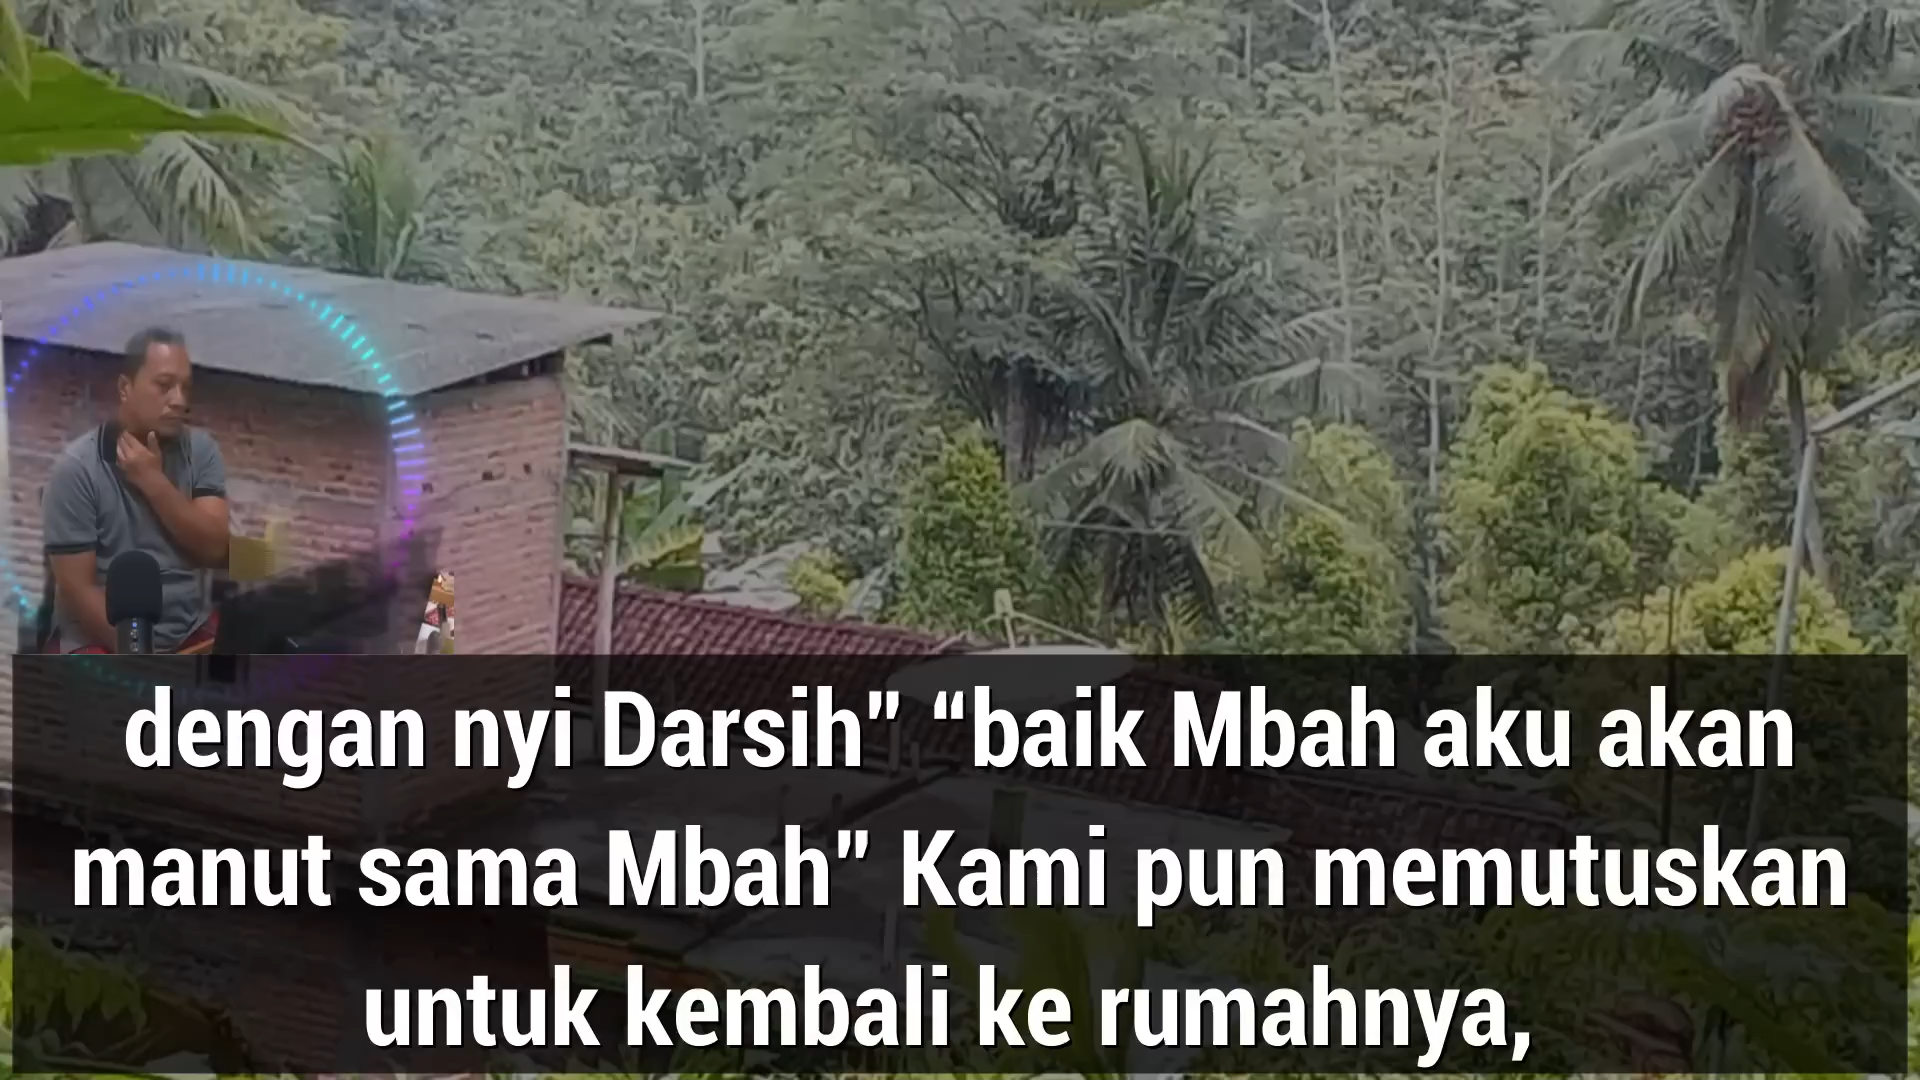 dengan nyi Darsih” “baik Mbah aku akan
manut sama Mbah” Kami pun memutuskan
untuk kembali ke rumahnya,